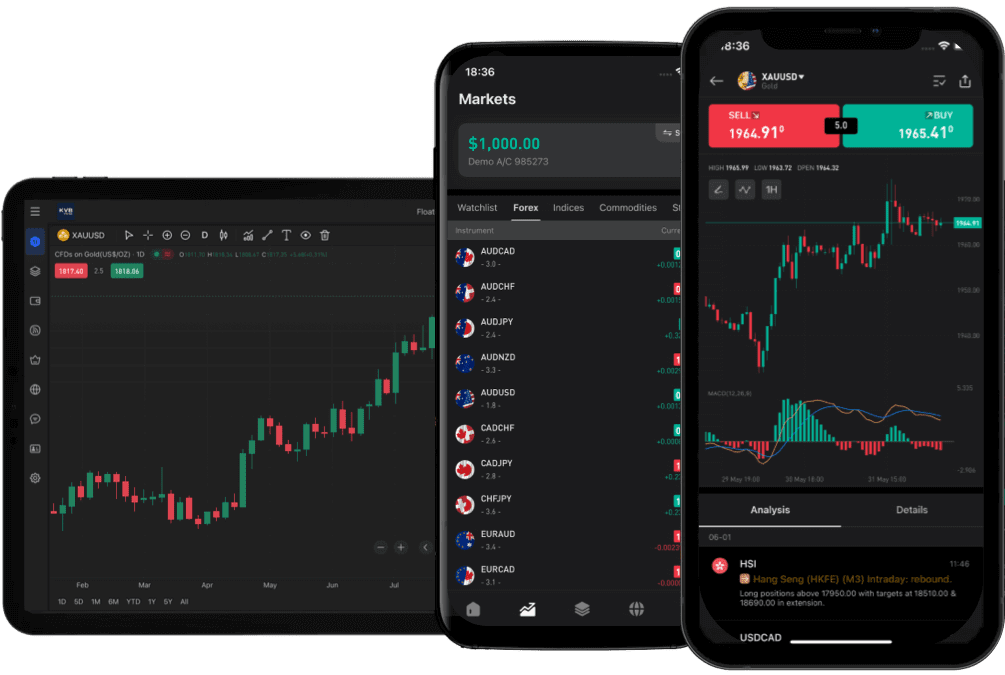 KVB
Float
XAUUSD
D
CFDs on Gold(US$/OZ) · 1D
1817.40 2.5 1818.06
Feb Mar Apr May Jun Jul
1D 5D 1M 6M YTD 1Y 5Y All
18:36
Markets
$1,000.00
Demo A/C 985273
Watchlist Forex Indices Commodities
Instrument
AUDCAD
- 3.0 -
AUDCHF
- 2.4 -
AUDJPY
- 2.4 -
AUDNZD
- 3.3 -
AUDUSD
- 1.8 -
CADCHF
- 2.6 -
CADJPY
- 2.8 -
CHFJPY
- 3.6 -
EURAUD
- 3.4 -
EURCAD
- 3.1 -
8:36
XAUUSD
Gold
SELL BUY
1964.91⁰ 5.0 1965.41⁰
HIGH 1965.99 LOW 1963.72 OPEN 1964.32
1H
1970.00
1964.91
1965.00
1950.00
1940.00
MACD(12,26,9)
5.335
-2.966
29 May 19:00 30 May 18:00 31 May 15:00
Analysis Details
06-01
HSI 11:46
Hang Seng (HKFE) (M3) Intraday: rebound.
Long positions above 17950.00 with targets at 18510.00 &
18690.00 in extension.
USDCAD